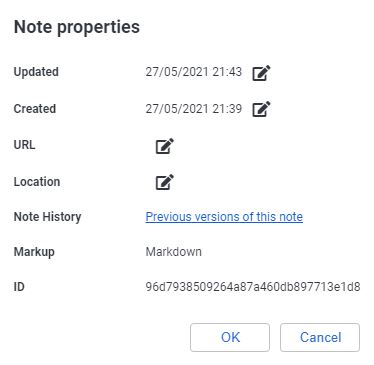 Note properties
Updated 27/05/2021 21:43
Created 27/05/2021 21:39
URL
Location
Note History Previous versions of this note
Markup Markdown
ID 96d7938509264a87a460db897713e1d8
OK Cancel